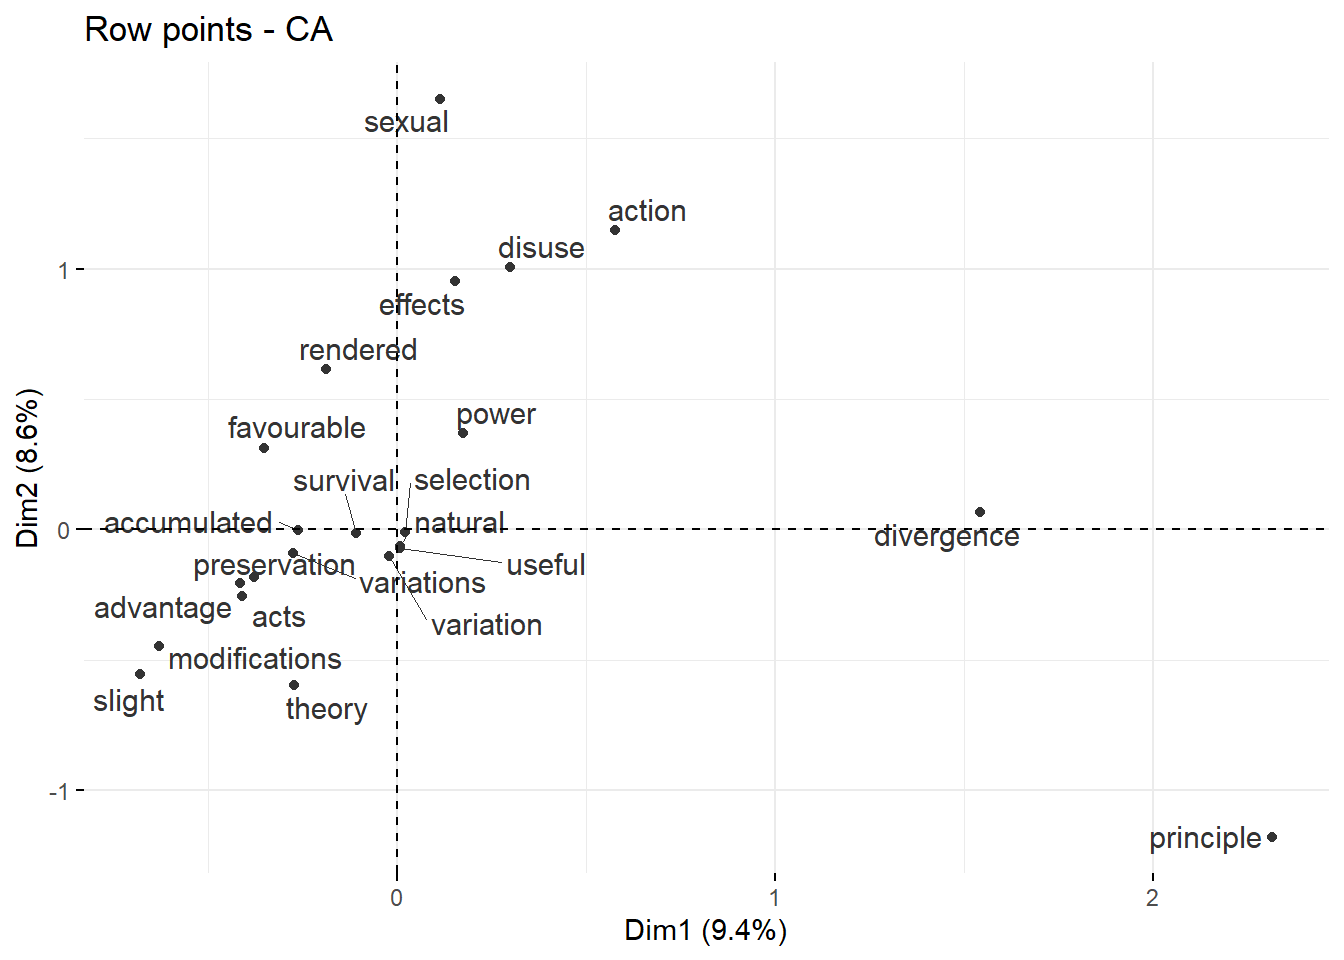 Row points - CA
sexual
action
disuse
effects
rendered
power
favourable
survival
selection
accumulated
natural
divergence
preservation
useful
variations
advantage
acts
variation
modifications
slight
theory
principle
1
0
-1
Dim2 (8.6%)
0
1
2
Dim1 (9.4%)